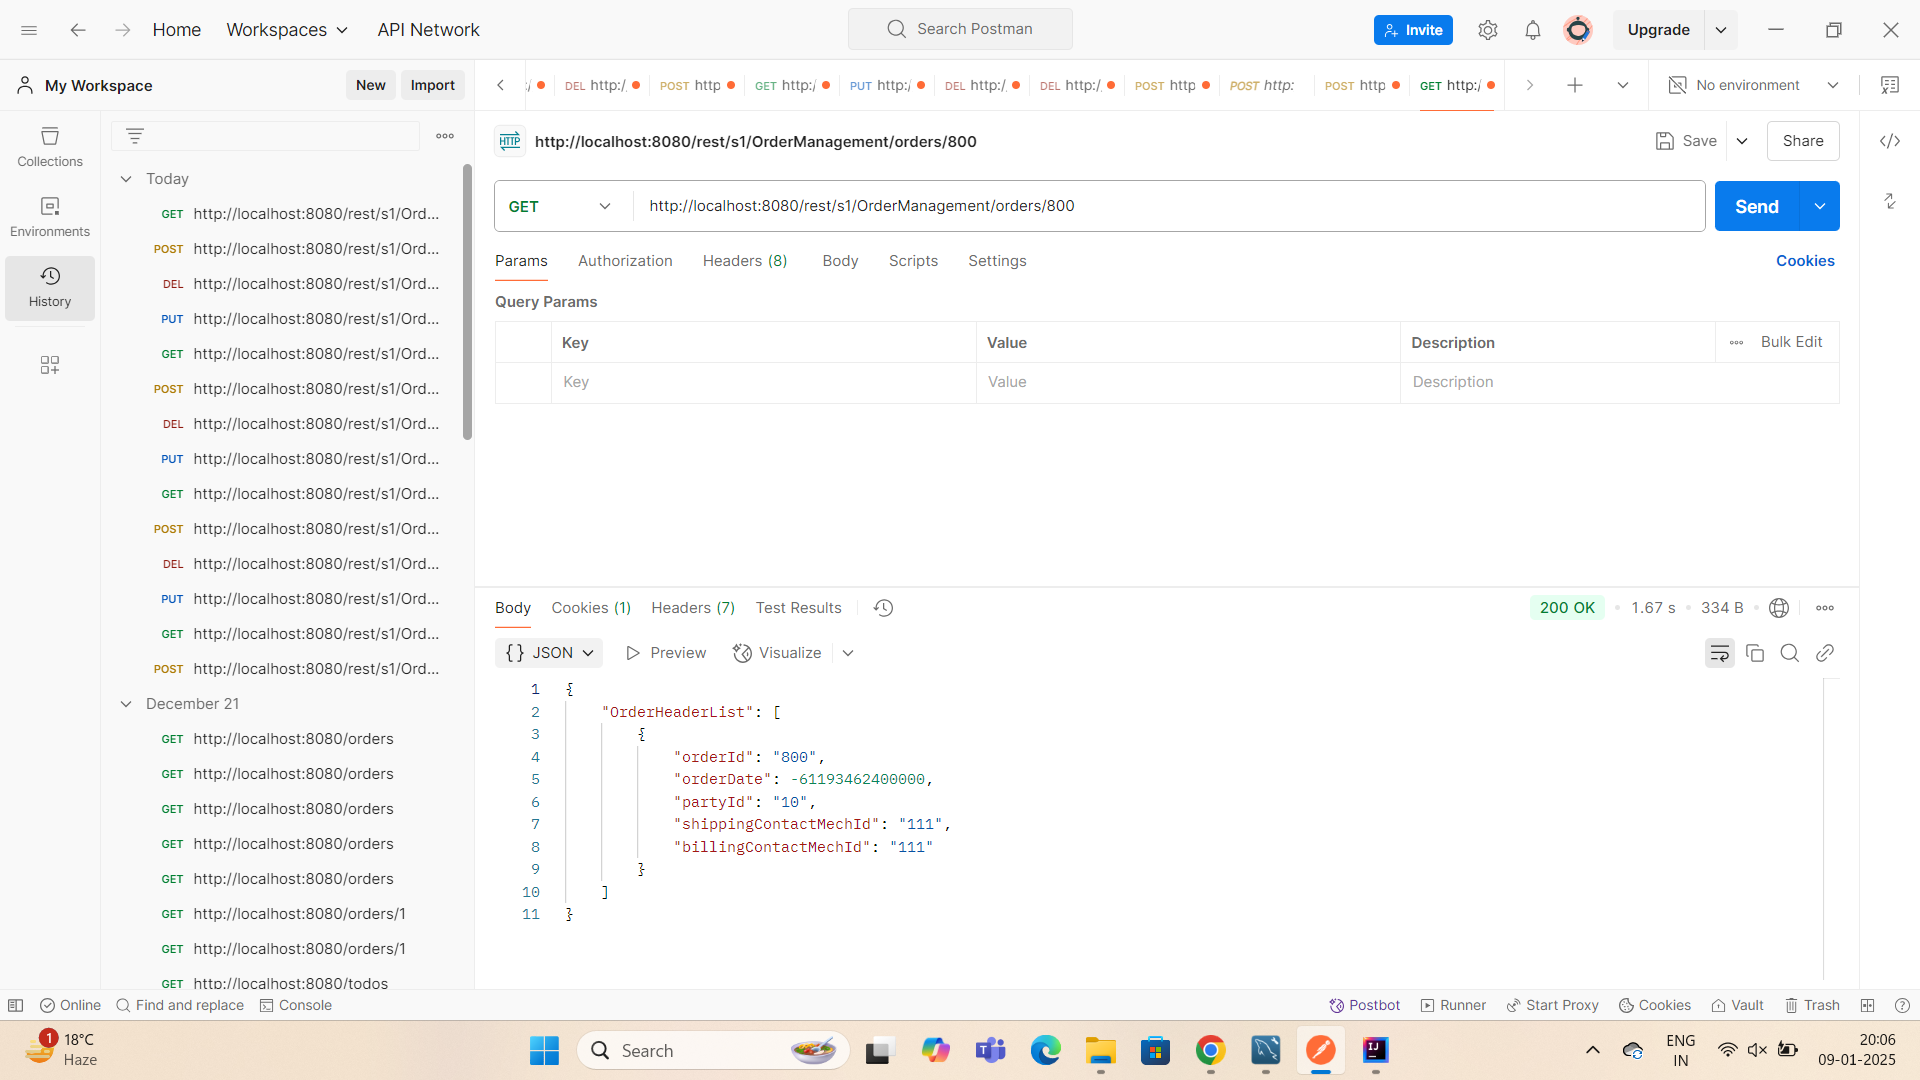 Home
Workspaces
API Network
Search Postman
Invite
Upgrade
My Workspace
New
Import
DEL http:/
POST http
GET http:/
PUT http:/
DEL http:/
DEL http:/
POST http
POST http:
POST http
GET http:/
No environment
Collections
Environments
History
Today
GET http://localhost:8080/rest/s1/Ord...
POST http://localhost:8080/rest/s1/Ord...
DEL http://localhost:8080/rest/s1/Ord...
PUT http://localhost:8080/rest/s1/Ord...
GET http://localhost:8080/rest/s1/Ord...
POST http://localhost:8080/rest/s1/Ord...
DEL http://localhost:8080/rest/s1/Ord...
PUT http://localhost:8080/rest/s1/Ord...
GET http://localhost:8080/rest/s1/Ord...
POST http://localhost:8080/rest/s1/Ord...
DEL http://localhost:8080/rest/s1/Ord...
PUT http://localhost:8080/rest/s1/Ord...
GET http://localhost:8080/rest/s1/Ord...
POST http://localhost:8080/rest/s1/Ord...
December 21
GET http://localhost:8080/orders
GET http://localhost:8080/orders
GET http://localhost:8080/orders
GET http://localhost:8080/orders
GET http://localhost:8080/orders
GET http://localhost:8080/orders/1
GET http://localhost:8080/orders/1
GET http://localhost:8080/todos
HTTP
http://localhost:8080/rest/s1/OrderManagement/orders/800
Save
Share
GET
http://localhost:8080/rest/s1/OrderManagement/orders/800
Send
Params
Authorization
Headers (8)
Body
Scripts
Settings
Cookies
Query Params
Key
Value
Description
Bulk Edit
Key
Value
Description
Body
Cookies (1)
Headers (7)
Test Results
200 OK
1.67 s
334 B
{} JSON
Preview
Visualize
1 {
2 "OrderHeaderList": [
3 {
4 "orderId": "800",
5 "orderDate": -61193462400000,
6 "partyId": "10",
7 "shippingContactMechId": "111",
8 "billingContactMechId": "111"
9 }
10 ]
11 }
Online
Find and replace
Console
Postbot
Runner
Start Proxy
Cookies
Vault
Trash
1
18°C
Haze
Search
IJ
ENG
IN
20:06
09-01-2025